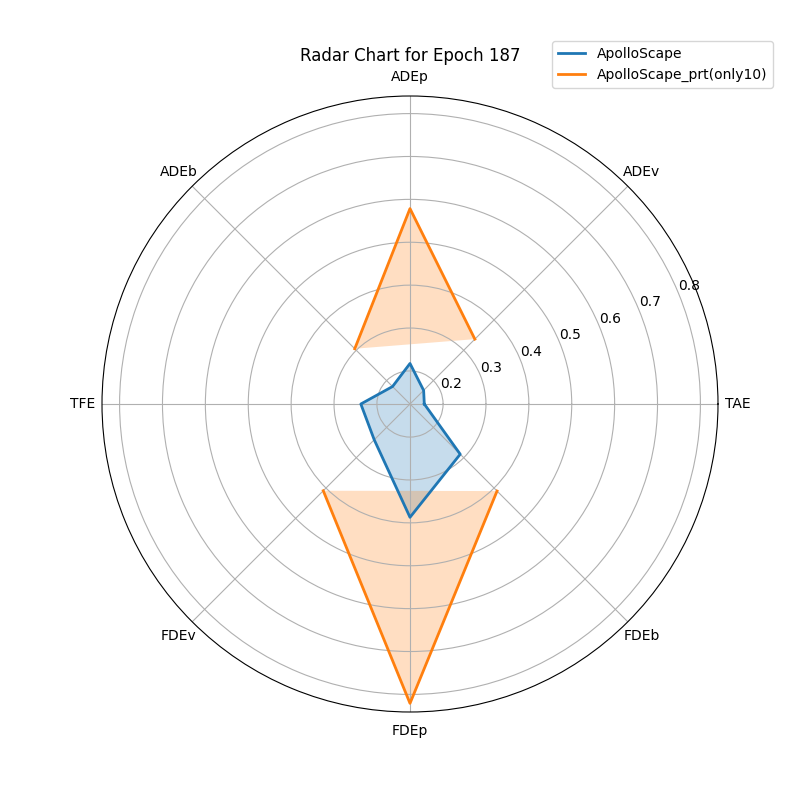 Radar Chart for Epoch 187
ApolloScape
ApolloScape_prt(only10)
ADEp
ADEb
ADEv
0.8
0.7
0.6
0.5
0.4
0.3
0.2
TFE
TAE
FDEv
FDEb
FDEp